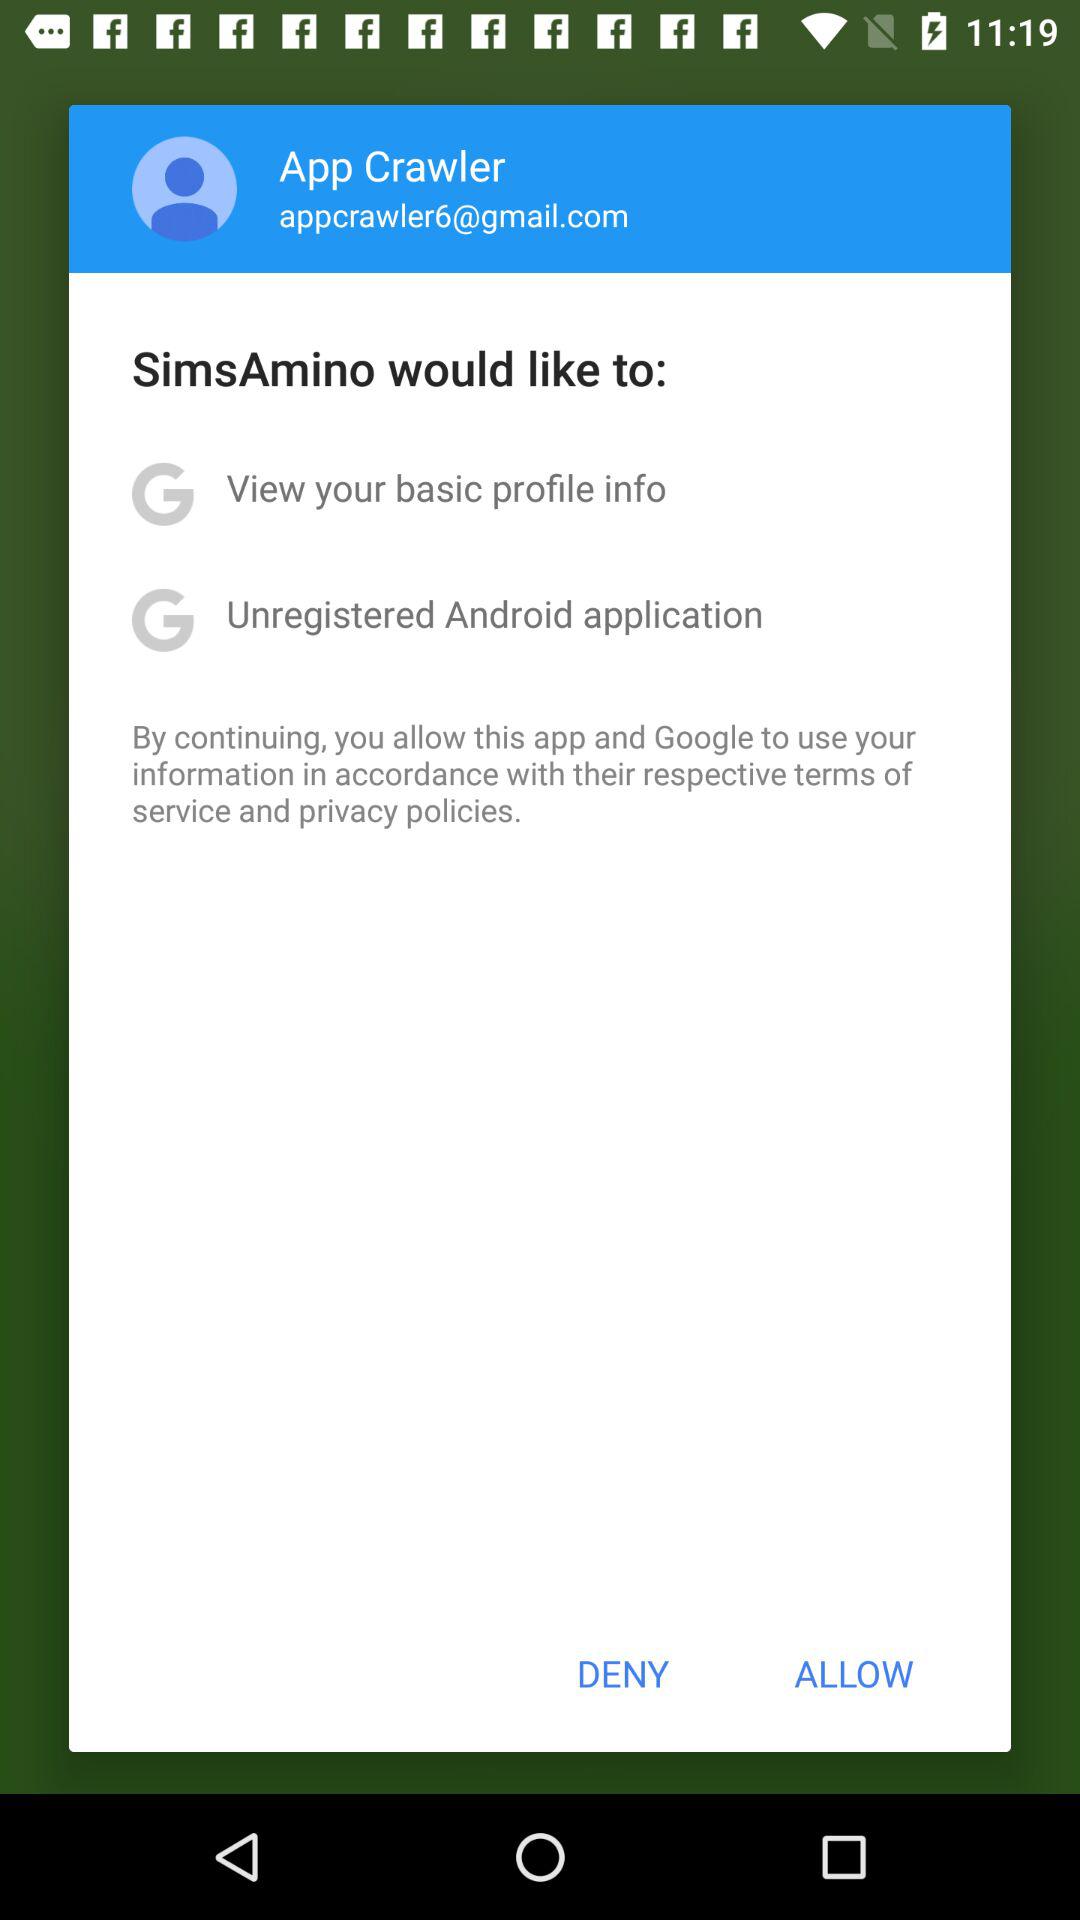 11:19
App Crawler
appcrawler6@gmail.com
SimsAmino would like to:
View your basic profile info
Unregistered Android application
By continuing, you allow this app and Google to use your
information in accordance with their respective terms of
service and privacy policies.
DENY ALLOW